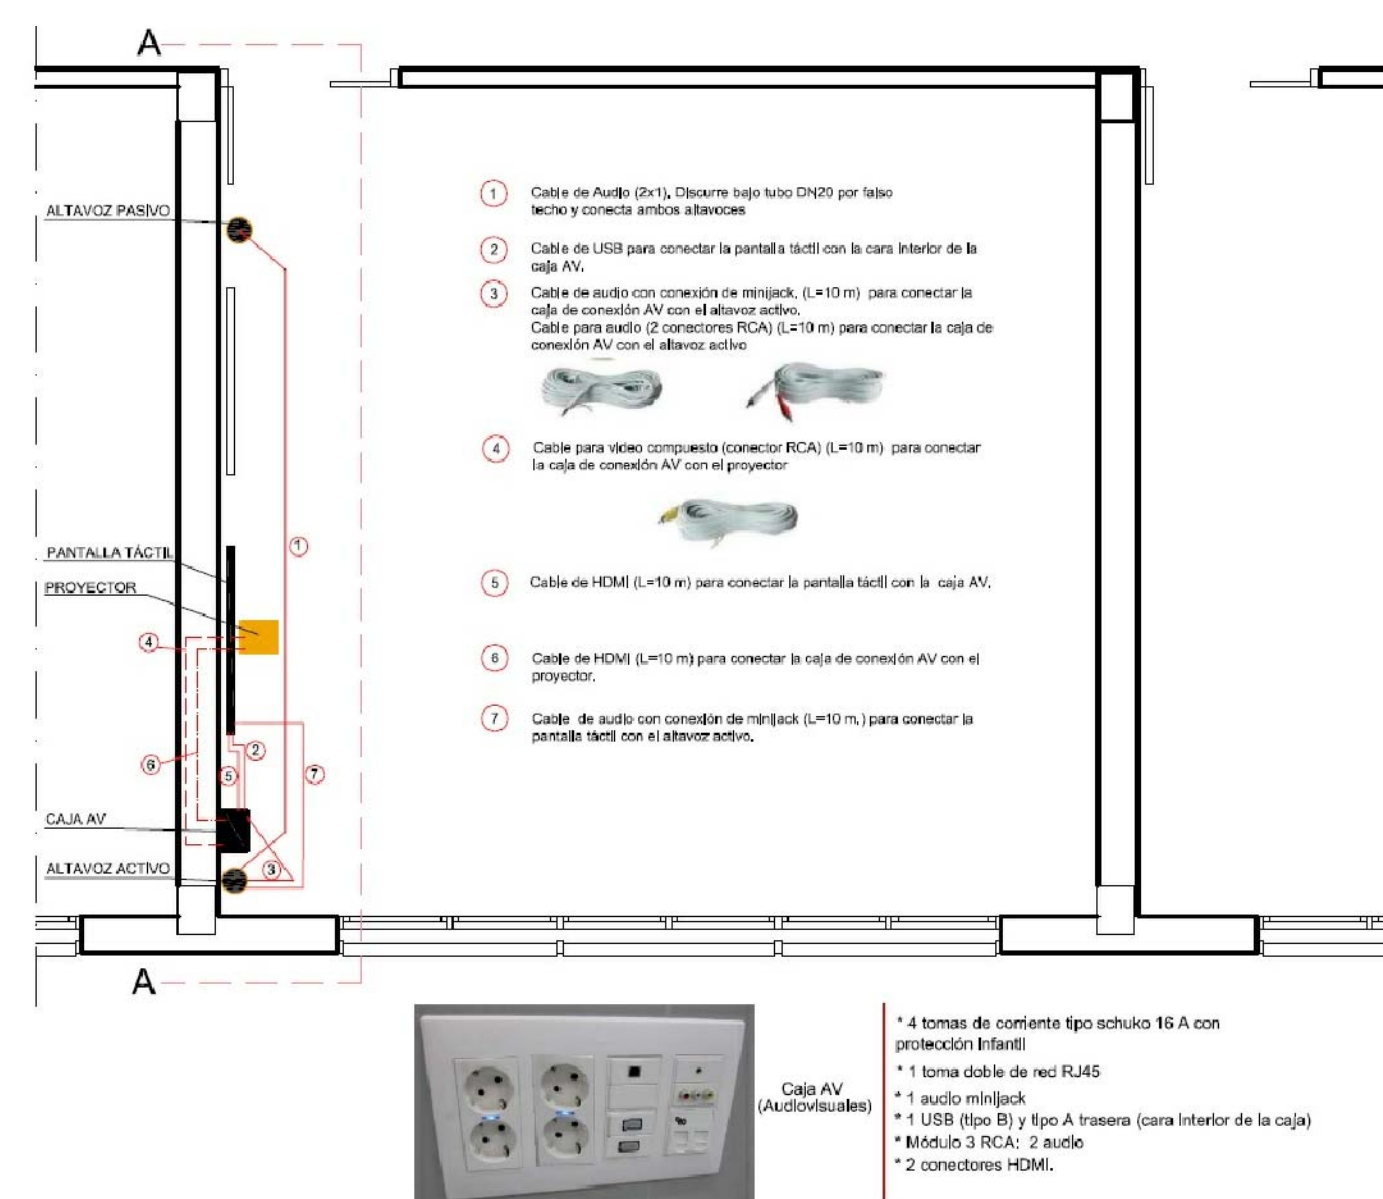 A
ALTAVOZ PASIVO
1 Cable de Audio (2x1), Discurre bajo tubo DN20 por falso
techo y conecta ambos altavoces
2 Cable de USB para conectar la pantalla táctil con la cara Interior de la
caja AV.
3 Cable de audio con conexión de minijack, (L=10 m) para conectar la
caja de conexión AV con el altavoz activo.
Cable para audio (2 conectores RCA) (L=10 m) para conectar la caja de
conexión AV con el altavoz activo
4 Cable para video compuesto (conector RCA) (L=10 m) para conectar
la caja de conexión AV con el proyector
PANTALLA TÁCTIL
1
5 Cable de HDMI (L=10 m) para conectar la pantalla táctil con la caja AV.
PROYECTOR
4
6 Cable de HDMI (L=10 m) para conectar la caja de conexión AV con el
proyector.
7 Cable de audio con conexión de minijack (L=10 m,) para conectar la
pantalla táctil con el altavoz activo.
2
6
5
7
CAJA AV
ALTAVOZ ACTIVO
3
A
Caja AV
(Audiovisuales)
* 4 tomas de corriente tipo schuko 16 A con
protección Infantil
* 1 toma doble de red RJ45
* 1 audio minijack
* 1 USB (tipo B) y tipo A trasera (cara Interior de la caja)
* Módulo 3 RCA: 2 audio
* 2 conectores HDMI.